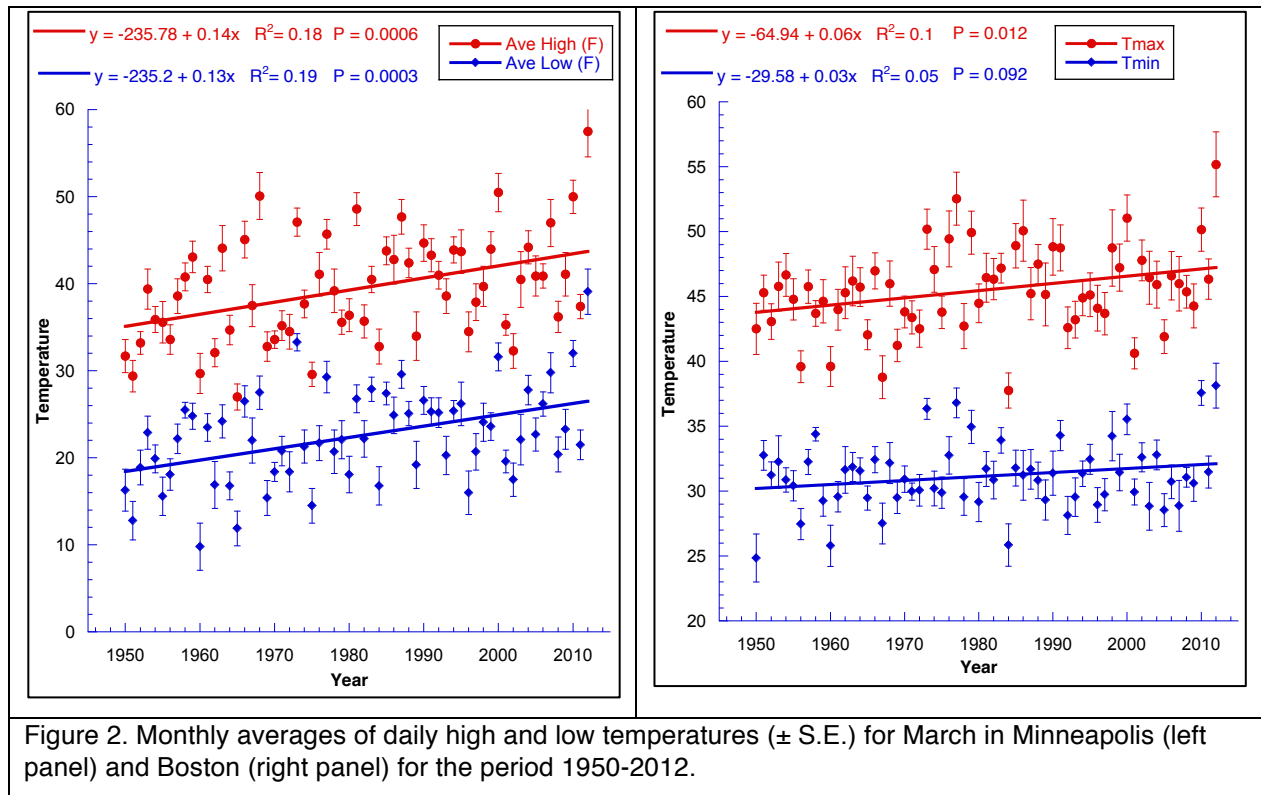 y = -235.78 + 0.14x R²= 0.18 P = 0.0006
y = -235.2 + 0.13x R²= 0.19 P = 0.0003
Ave High (F)
Ave Low (F)
60
50
40
30
20
10
0
Temperature
1950 1960 1970 1980 1990 2000 2010
Year
y = -64.94 + 0.06x R²= 0.1 P = 0.012
y = -29.58 + 0.03x R²= 0.05 P = 0.092
Tmax
Tmin
60
55
50
45
40
35
30
25
20
Temperature
1950 1960 1970 1980 1990 2000 2010
Year
Figure 2. Monthly averages of daily high and low temperatures (± S.E.) for March in Minneapolis (left
panel) and Boston (right panel) for the period 1950-2012.